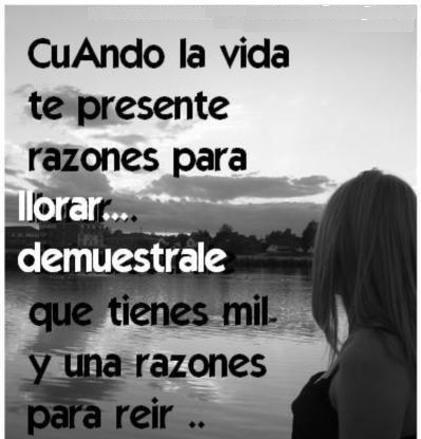 CuAndo la vida
te presente
razones para
llorar....
demuestrale
que tienes mil
y una razones
para reir ..